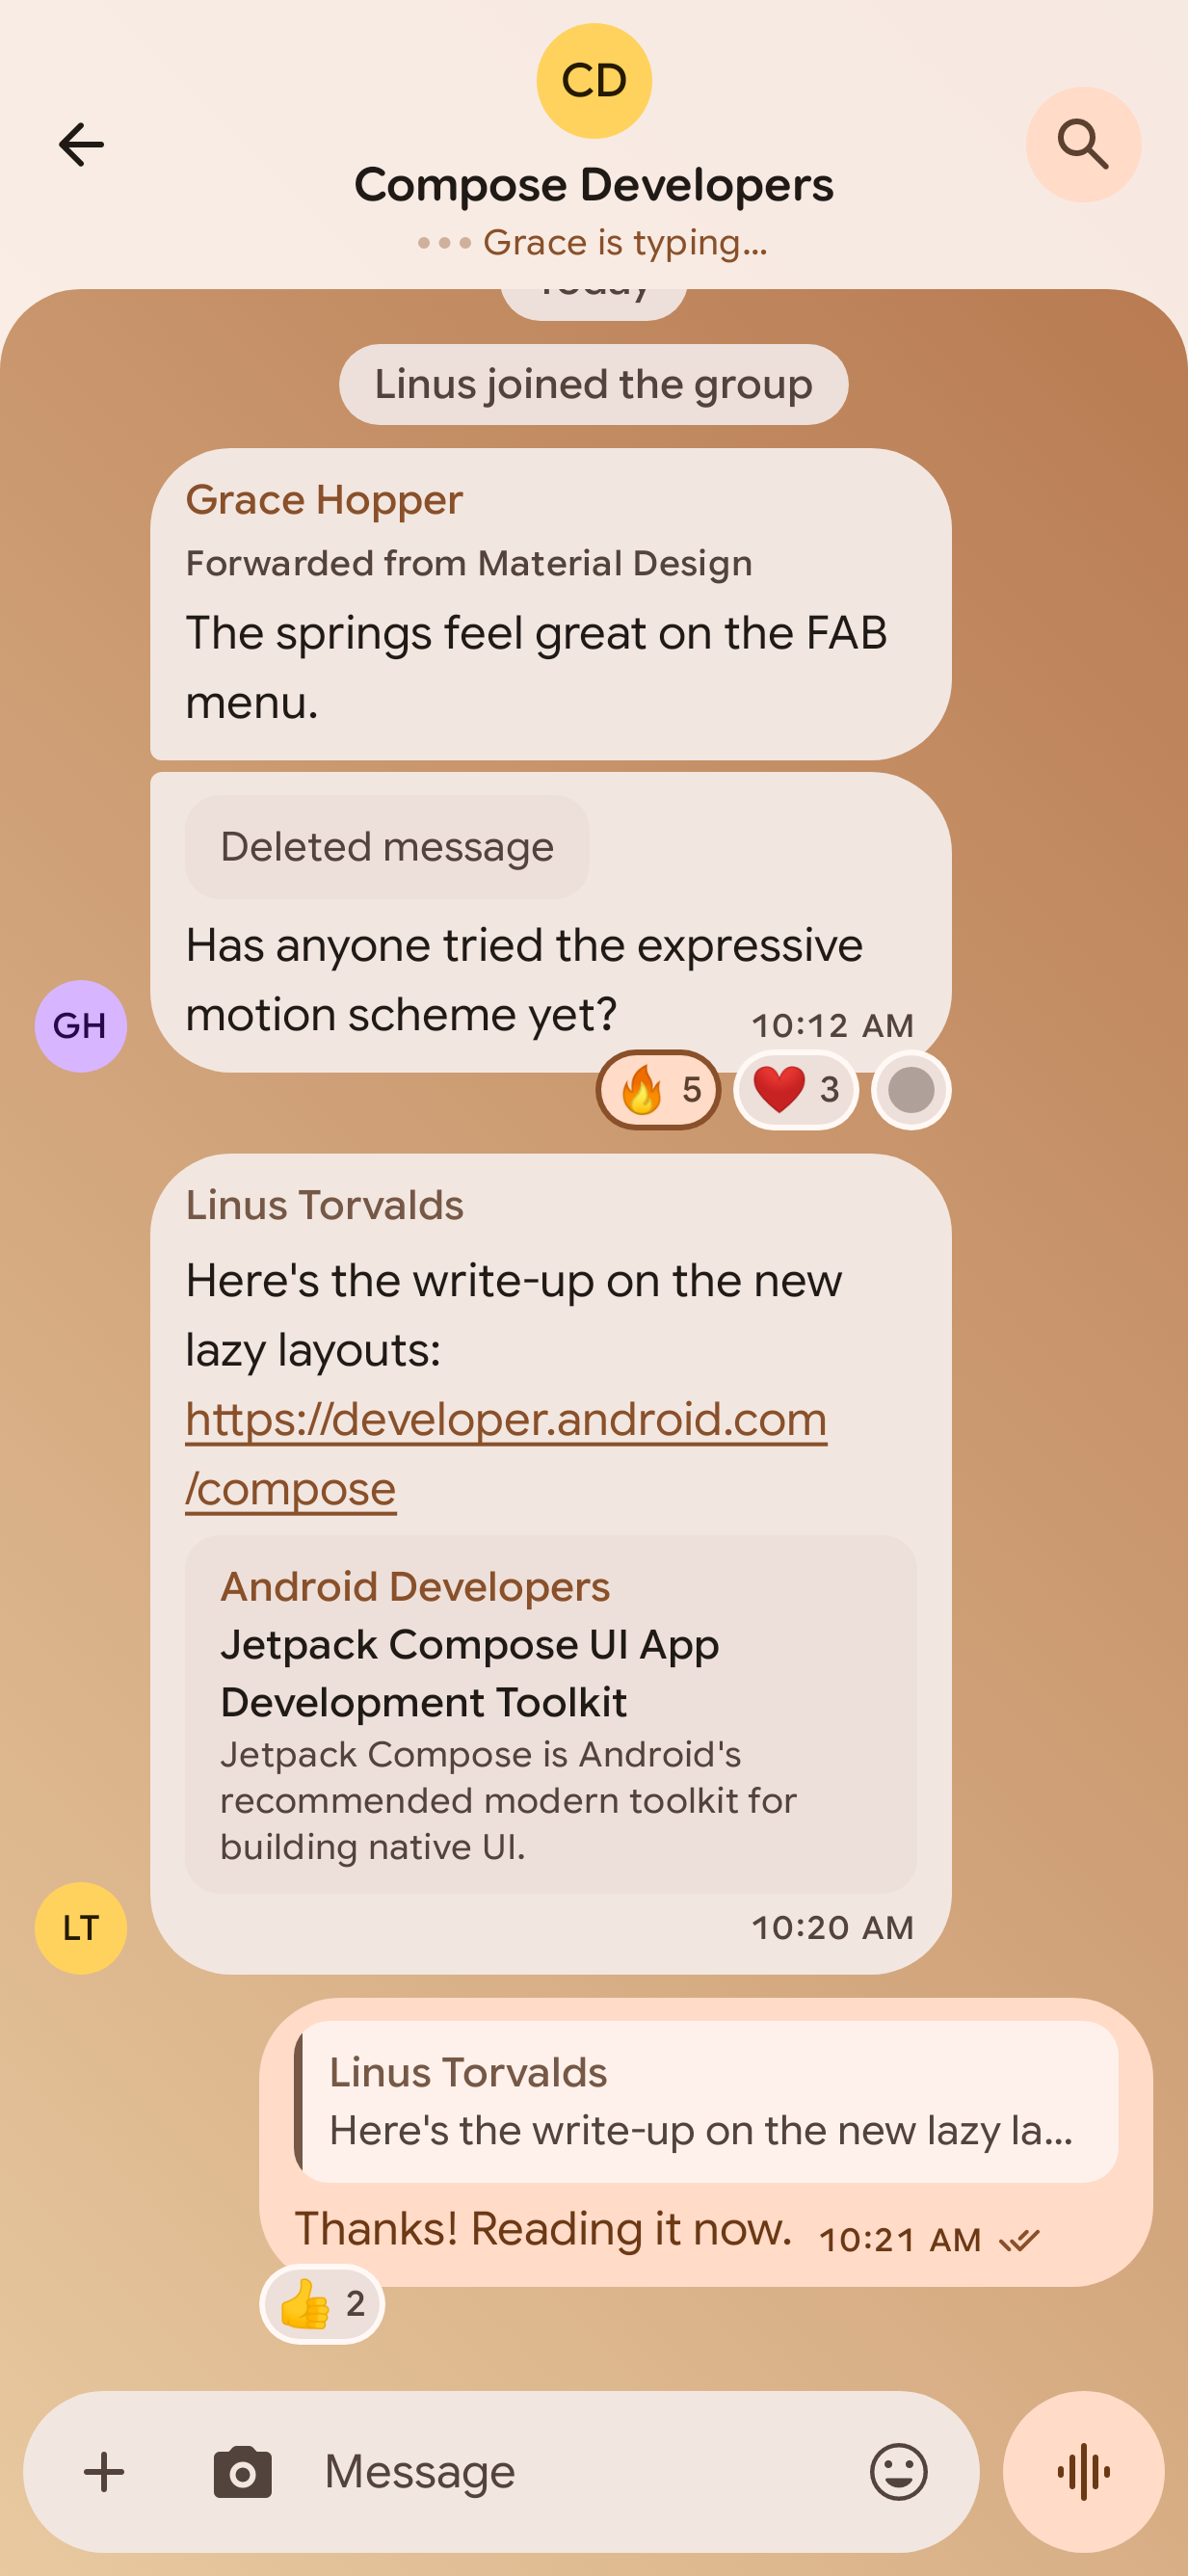 CD
Compose Developers
Grace is typing...
Today
Linus joined the group
Grace Hopper
Forwarded from Material Design
The springs feel great on the FAB
menu.
Deleted message
Has anyone tried the expressive
motion scheme yet?
10:12 AM
GH
5
3
Linus Torvalds
Here's the write-up on the new
lazy layouts:
https://developer.android.com
/compose
Android Developers
Jetpack Compose UI App
Development Toolkit
Jetpack Compose is Android's
recommended modern toolkit for
building native UI.
10:20 AM
LT
Linus Torvalds
Here's the write-up on the new lazy la...
Thanks! Reading it now.
10:21 AM
2
Message